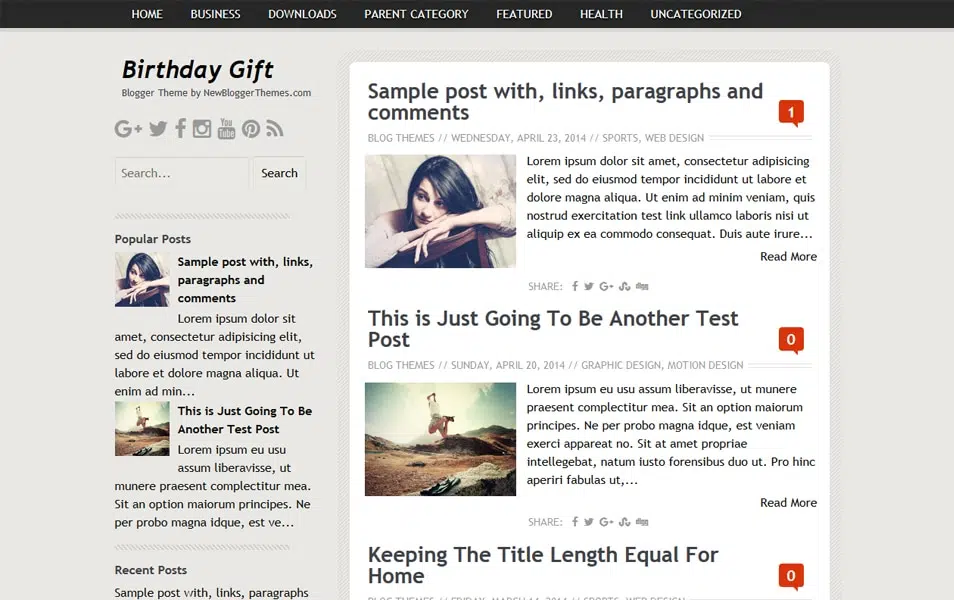 HOME BUSINESS DOWNLOADS PARENT CATEGORY FEATURED HEALTH UNCATEGORIZED
Birthday Gift
Blogger Theme by NewBloggerThemes.com
You
Tube
Search...
Search
Popular Posts
Sample post with, links,
paragraphs and
comments
Lorem ipsum dolor sit
amet, consectetur adipisicing elit,
sed do eiusmod tempor incididunt ut
labore et dolore magna aliqua. Ut
enim ad min...
This is Just Going To Be
Another Test Post
Lorem ipsum eu usu
assum liberavisse, ut
munere praesent complectitur mea.
Sit an option maiorum principes. Ne
per probo magna idque, est ve...
Recent Posts
Sample post with, links, paragraphs
Sample post with, links, paragraphs and
comments
1
BLOG THEMES // WEDNESDAY, APRIL 23, 2014 // SPORTS, WEB DESIGN
Lorem ipsum dolor sit amet, consectetur adipisicing
elit, sed do eiusmod tempor incididunt ut labore et
dolore magna aliqua. Ut enim ad minim veniam, quis
nostrud exercitation test link ullamco laboris nisi ut
aliquip ex ea commodo consequat. Duis aute irure...
Read More
SHARE:
This is Just Going To Be Another Test
Post
0
BLOG THEMES // SUNDAY, APRIL 20, 2014 // GRAPHIC DESIGN, MOTION DESIGN
Lorem ipsum eu usu assum liberavisse, ut munere
praesent complectitur mea. Sit an option maiorum
principes. Ne per probo magna idque, est veniam
exerci appareat no. Sit at amet propriae
intellegebat, natum iusto forensibus duo ut. Pro hinc
aperiri fabulas ut,...
Read More
SHARE:
Keeping The Title Length Equal For
Home
0
BLOG THEMES // FRIDAY, MARCH 14, 2014 // SPORTS, WEB DESIGN